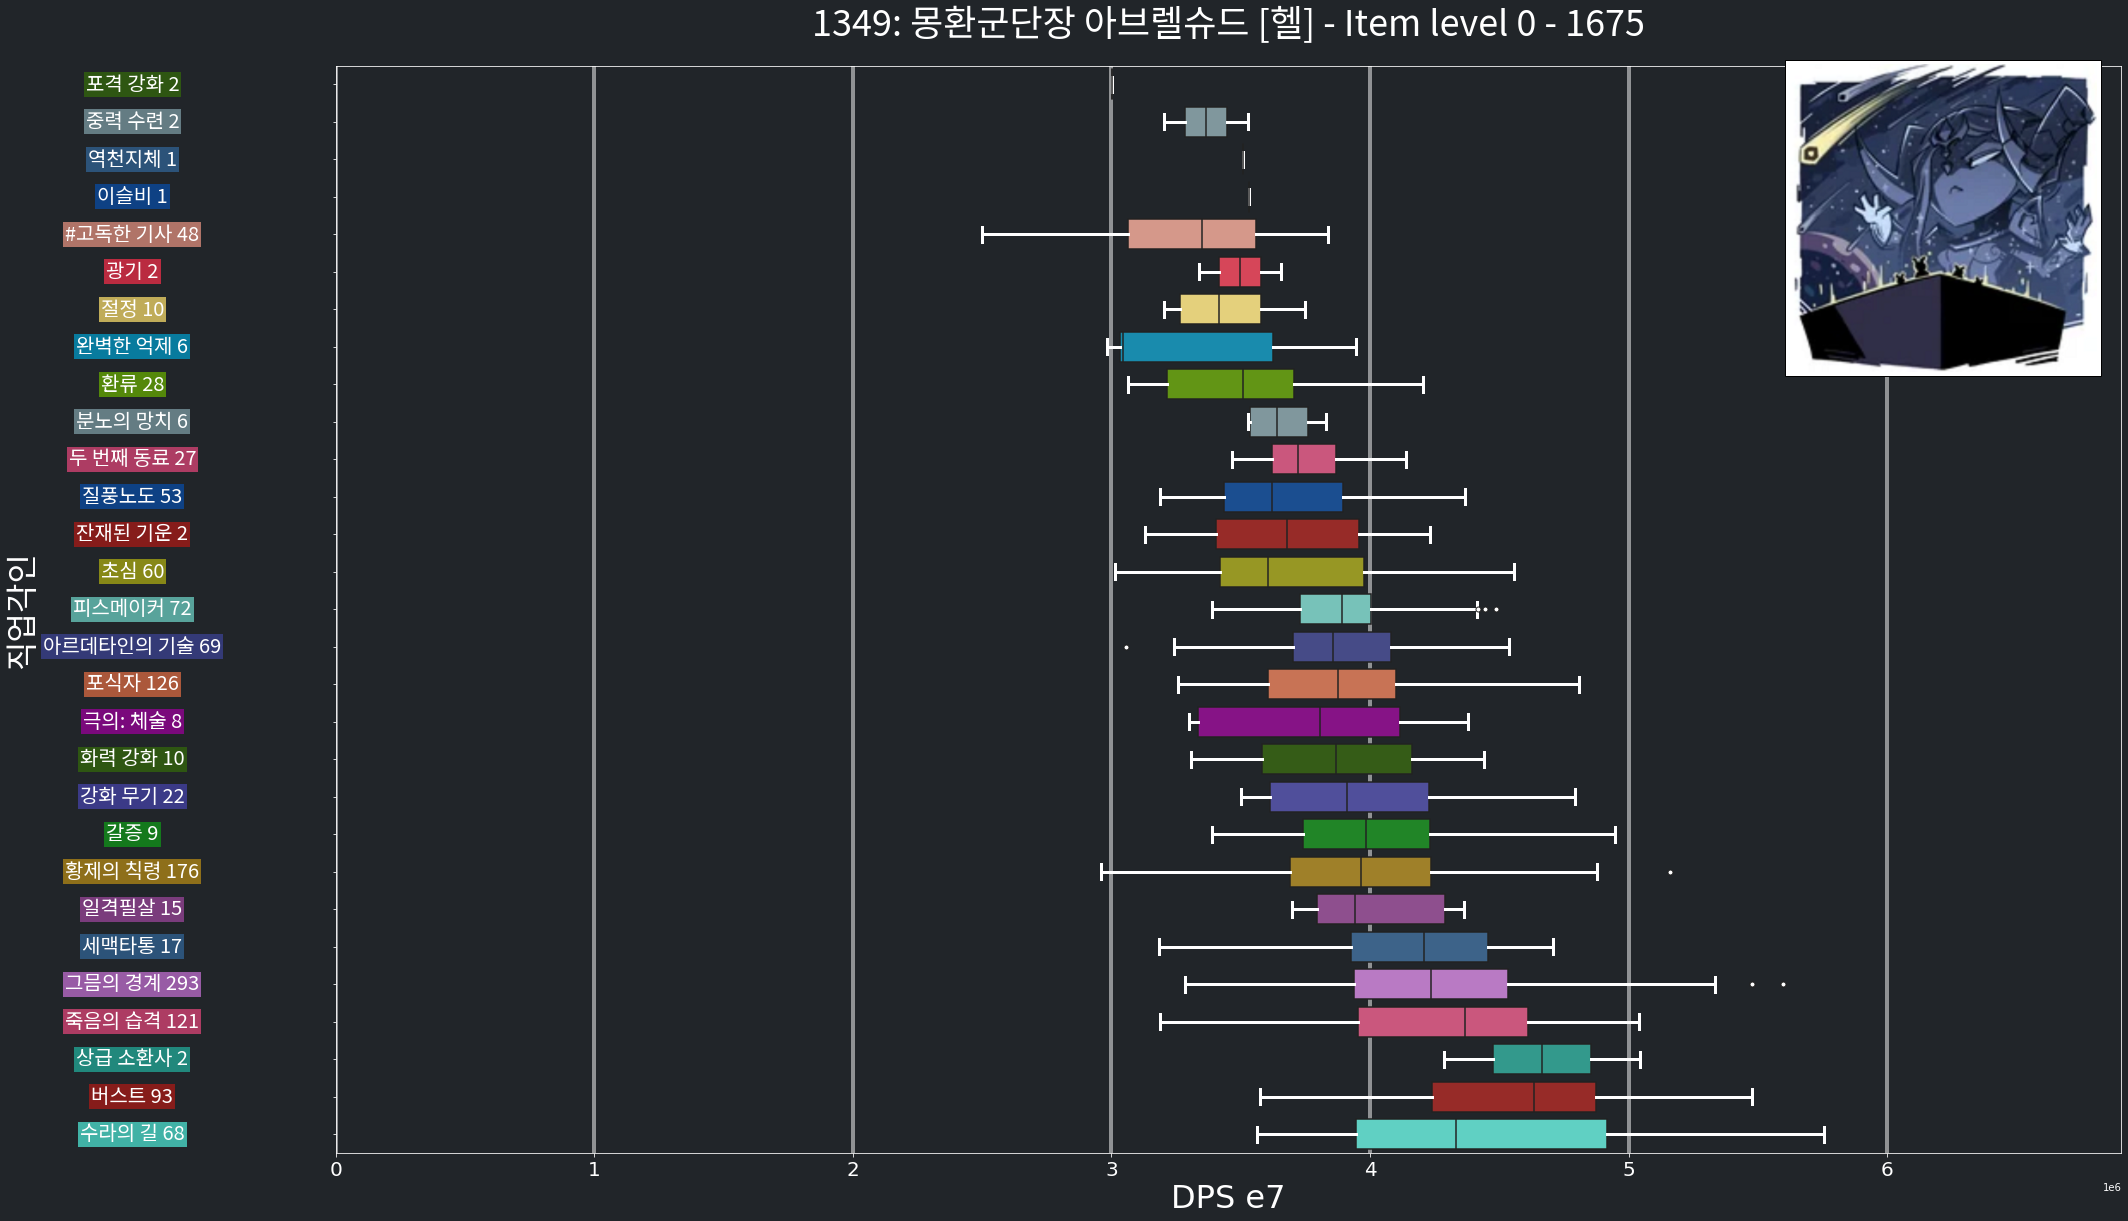 1349: 몽환군단장 아브렐슈드 [헬] - Item level 0 - 1675
직업각인
포격 강화 2
중력 수련 2
역천지체 1
이슬비 1
#고독한 기사 48
광기 2
절정 10
완벽한 억제 6
환류 28
분노의 망치 6
두 번째 동료 27
질풍노도 53
잔재된 기운 2
초심 60
피스메이커 72
아르데타인의 기술 69
포식자 126
극의: 체술 8
화력 강화 10
강화 무기 22
갈증 9
황제의 칙령 176
일격필살 15
세맥타통 17
그믐의 경계 293
죽음의 습격 121
상급 소환사 2
버스트 93
수라의 길 68
0 1 2 3 4 5 6
1e6
DPS e7